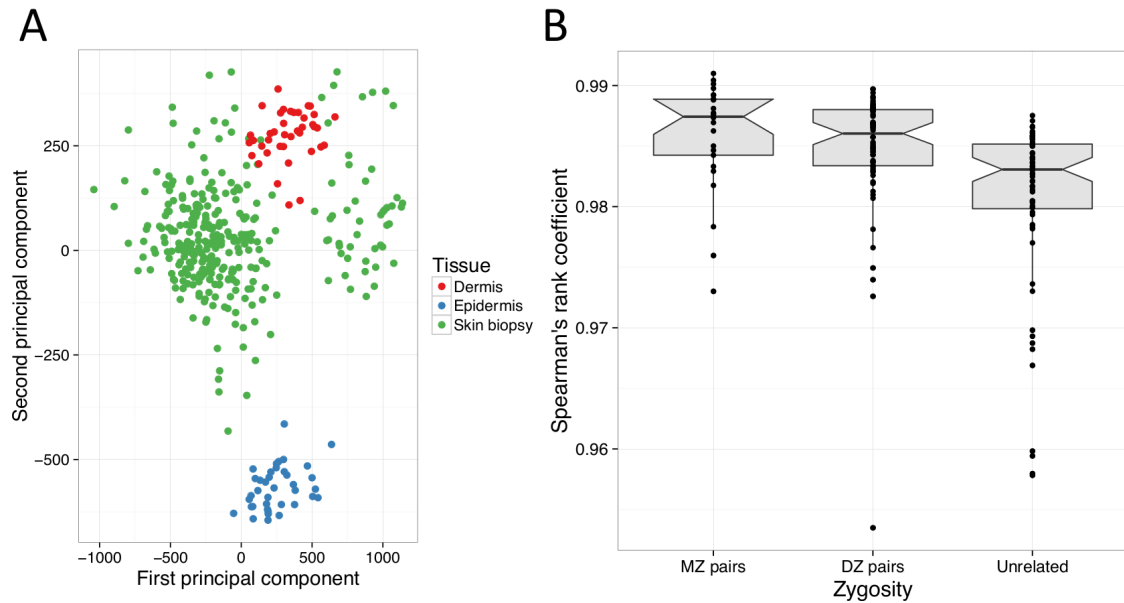 A
Second principal component
250
0
−250
−500
−1000
−500
0
500
1000
First principal component
Tissue
Dermis
Epidermis
Skin biopsy
B
Spearman's rank coefficient
0.99
0.98
0.97
0.96
MZ pairs
DZ pairs
Unrelated
Zygosity